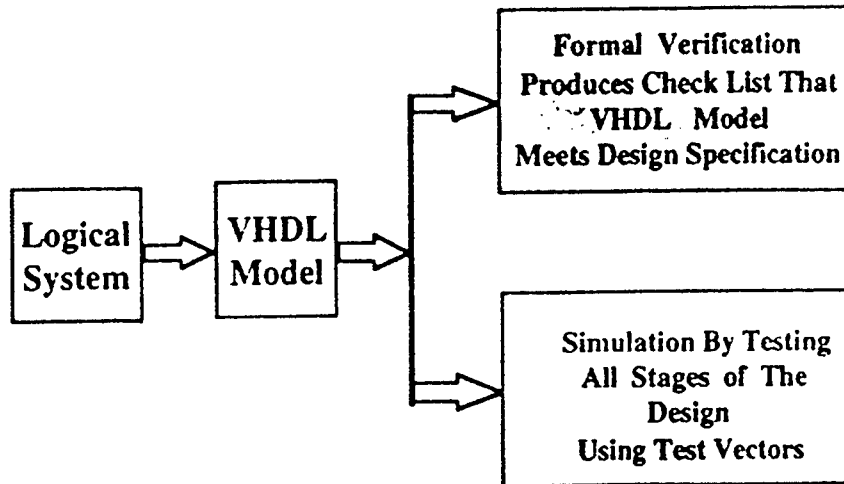 Logical
System
VHDL
Model
Formal Verification
Produces Check List That
VHDL Model
Meets Design Specification
Simulation By Testing
All Stages of The
Design
Using Test Vectors